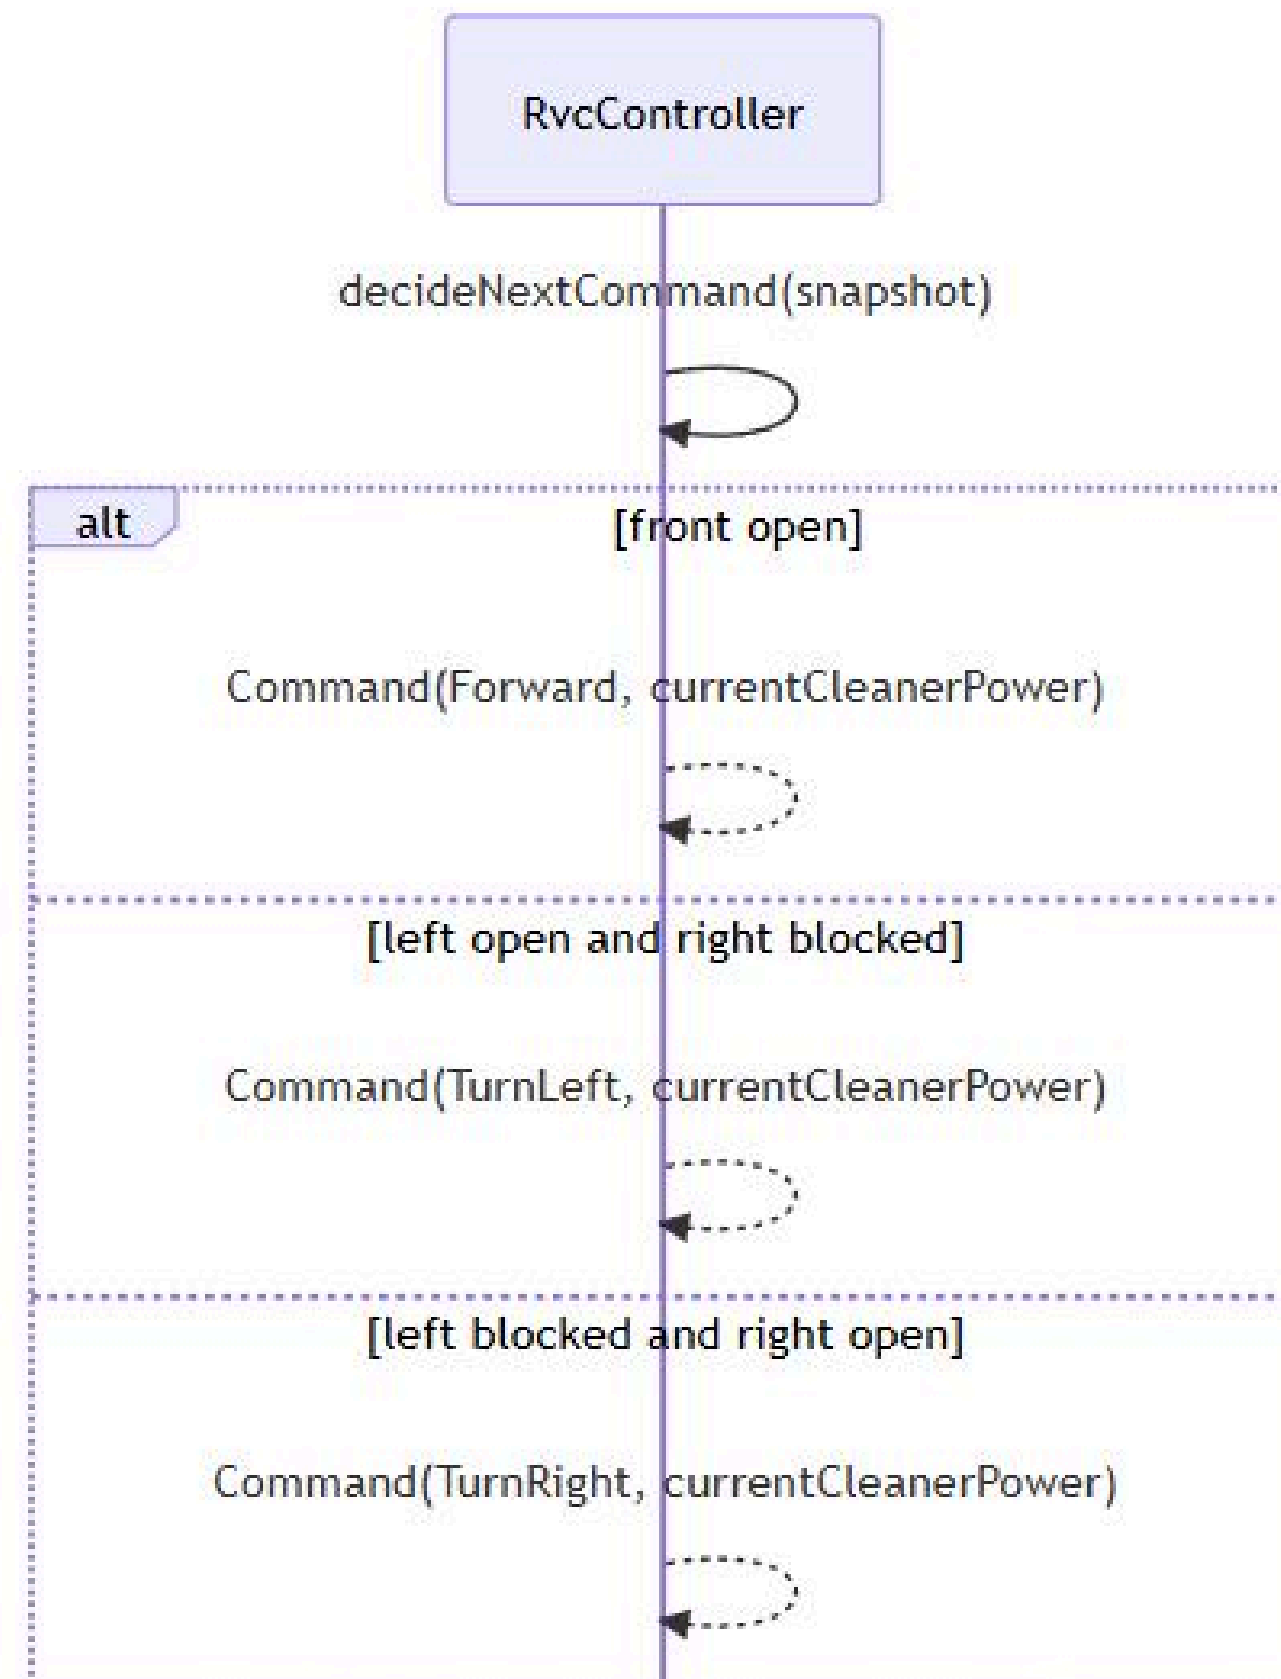 RvcController
decideNextCommand(snapshot)
alt
[front open]
Command(Forward, currentCleanerPower)
[left open and right blocked]
Command(TurnLeft, currentCleanerPower)
[left blocked and right open]
Command(TurnRight, currentCleanerPower)